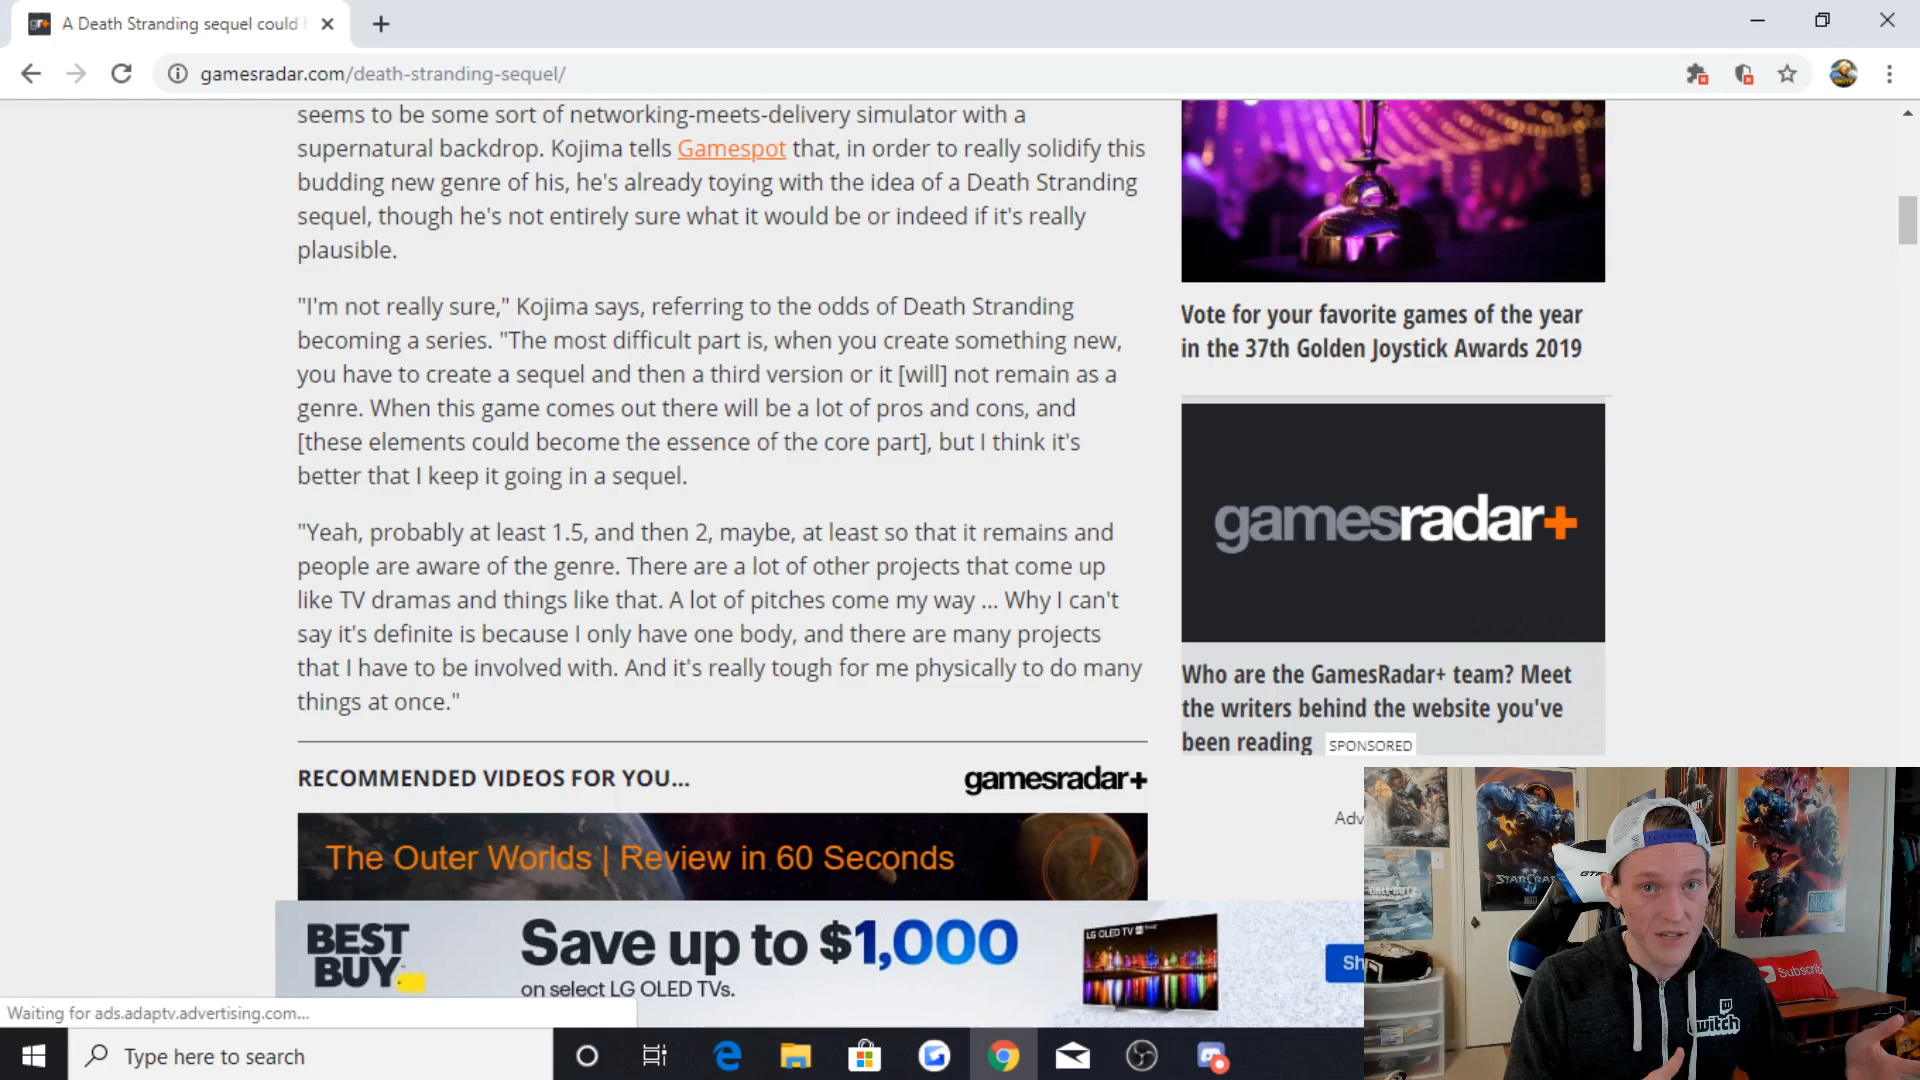 A Death Stranding sequel could
gamesradar.com/death-stranding-sequel/
seems to be some sort of networking-meets-delivery simulator with a
supernatural backdrop. Kojima tells Gamespot that, in order to really solidify this
budding new genre of his, he's already toying with the idea of a Death Stranding
sequel, though he's not entirely sure what it would be or indeed if it's really
plausible.
"I'm not really sure," Kojima says, referring to the odds of Death Stranding
becoming a series. "The most difficult part is, when you create something new,
you have to create a sequel and then a third version or it [will] not remain as a
genre. When this game comes out there will be a lot of pros and cons, and
[these elements could become the essence of the core part], but I think it's
better that I keep it going in a sequel.
"Yeah, probably at least 1.5, and then 2, maybe, at least so that it remains and
people are aware of the genre. There are a lot of other projects that come up
like TV dramas and things like that. A lot of pitches come my way ... Why I can't
say it's definite is because I only have one body, and there are many projects
that I have to be involved with. And it's really tough for me physically to do many
things at once."
RECOMMENDED VIDEOS FOR YOU...
gamesradar+
The Outer Worlds | Review in 60 Seconds
Vote for your favorite games of the year
in the 37th Golden Joystick Awards 2019
gamesradar+
Who are the GamesRadar+ team? Meet
the writers behind the website you've
been reading SPONSORED
Adv
BEST
BUY
Save up to $1,000
on select LG OLED TVs.
LG OLED TV
Sh
STARCRAFT
CALL OF DUTY
BLIZZARD
GTR
Subscribe
twitch
Waiting for ads.adaptv.advertising.com...
Type here to search